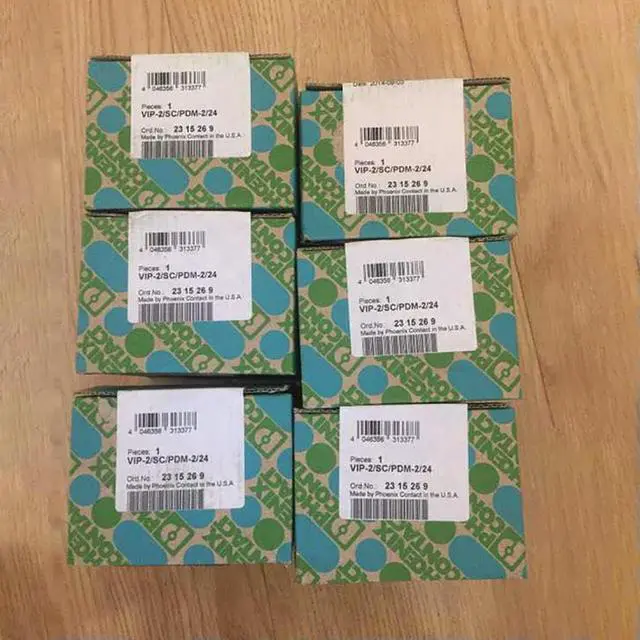 4 046356 313377
Pieces: 1
VIP-2/SC/PDM-2/24
Ord.No.: 23 15 26 9
Made by Phoenix Contact in the U.S.A.
Date: 2014-09-03
4 046356 313377
Pieces: 1
VIP-2/SC/PDM-2/24
Ord.No.: 23 15 26 9
Made by Phoenix Contact in the U.S.A.
4 046356 313377
Pieces: 1
VIP-2/SC/PDM-2/24
Ord.No.: 23 15 26 9
Made by Phoenix Contact in the U.S.A.
4 046356 313377
Pieces: 1
VIP-2/SC/PDM-2/24
Ord.No.: 23 15 26 9
Made by Phoenix Contact in the U.S.A.
4 046356 313377
Pieces: 1
VIP-2/SC/PDM-2/24
Ord.No.: 23 15 26 9
Made by Phoenix Contact in the U.S.A.
4 046356 313377
Pieces: 1
VIP-2/SC/PDM-2/24
Ord.No.: 23 15 26 9
Made by Phoenix Contact in the U.S.A.